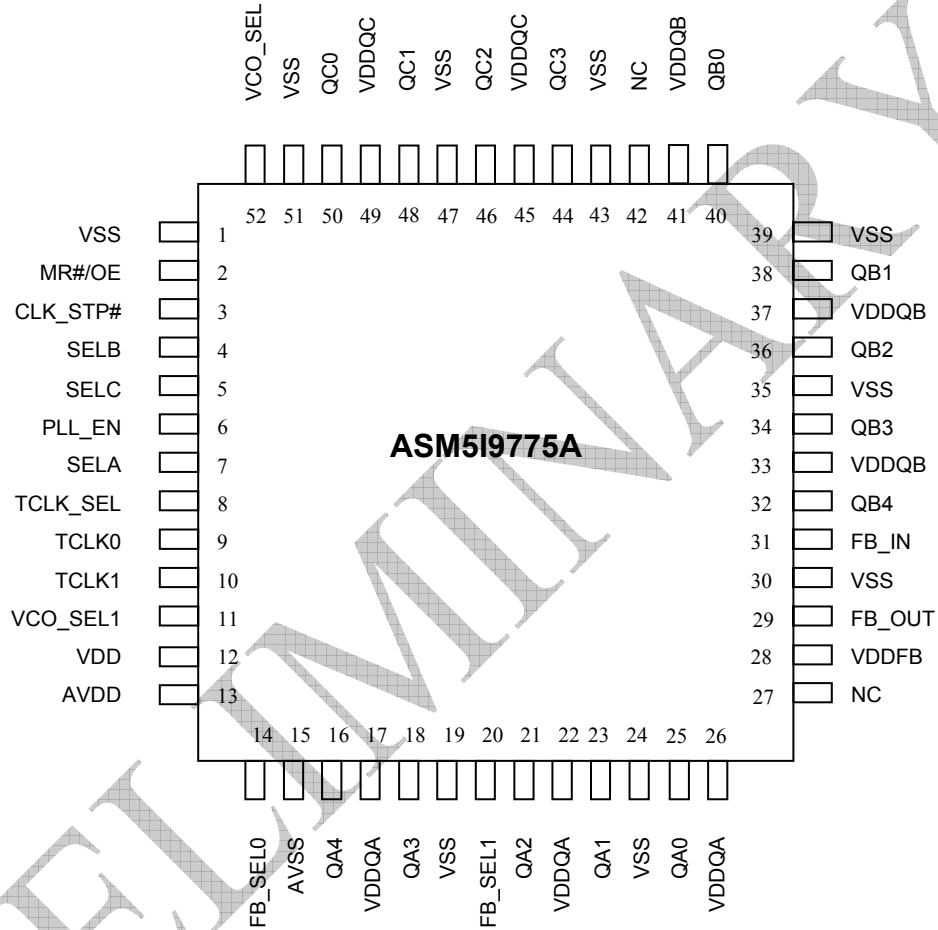 VCO_SEL
VSS
QC0
VDDQC
QC1
VSS
QC2
VDDQC
QC3
VSS
NC
VDDQB
QB0
52 51 50 49 48 47 46 45 44 43 42 41 40
VSS 1
MR#/OE 2
CLK_STP# 3
SELB 4
SELC 5
PLL_EN 6
SELA 7
TCLK_SEL 8
TCLK0 9
TCLK1 10
VCO_SEL1 11
VDD 12
AVDD 13
ASM5I9775A
39 VSS
38 QB1
37 VDDQB
36 QB2
35 VSS
34 QB3
33 VDDQB
32 QB4
31 FB_IN
30 VSS
29 FB_OUT
28 VDDFB
27 NC
14 15 16 17 18 19 20 21 22 23 24 25 26
FB_SEL0
AVSS
QA4
VDDQA
QA3
VSS
FB_SEL1
QA2
VDDQA
QA1
VSS
QA0
VDDQA
ELIMINARY